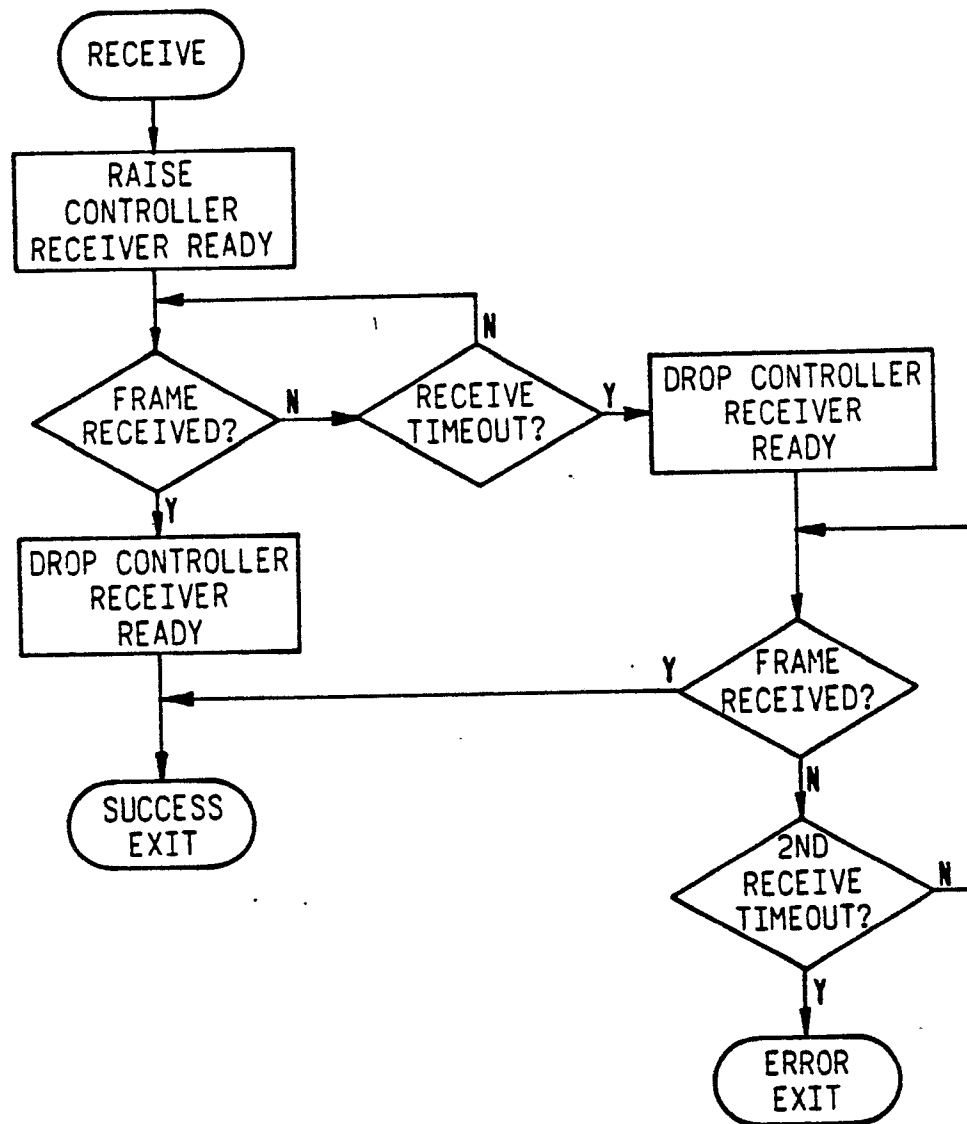 RECEIVE
RAISE
CONTROLLER
RECEIVER READY
N
FRAME
RECEIVED?
N
RECEIVE
TIMEOUT?
Y
DROP CONTROLLER
RECEIVER
READY
Y
DROP CONTROLLER
RECEIVER
READY
Y
FRAME
RECEIVED?
N
SUCCESS
EXIT
2ND
RECEIVE
TIMEOUT?
N
Y
ERROR
EXIT